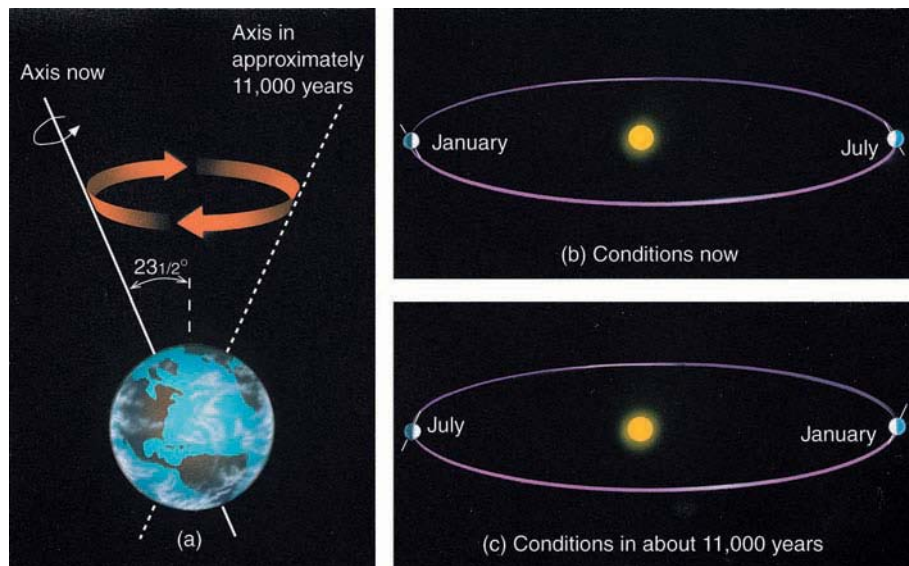 Axis now
Axis in
approximately
11,000 years
23 1/2°
(a)
January
July
(b) Conditions now
July
January
(c) Conditions in about 11,000 years